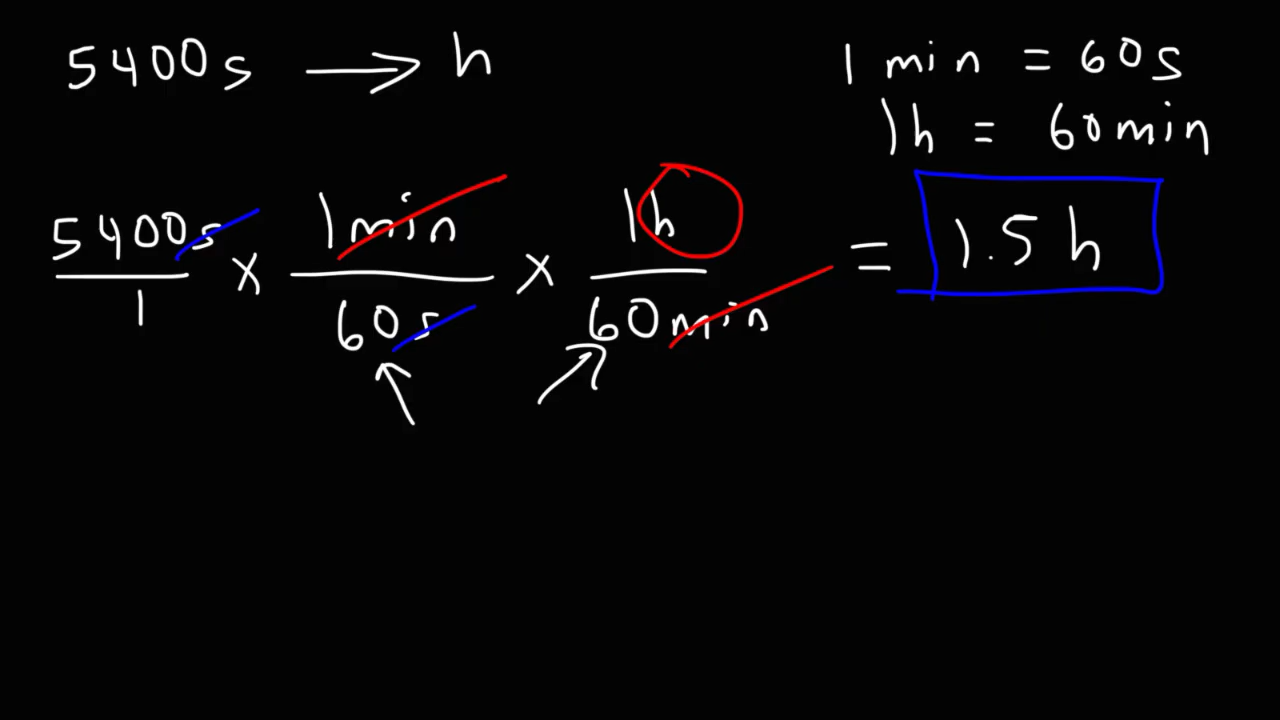 5400s → h
1 min = 60s
1h = 60min
5400s/1 x 1min/60s x 1h/60min = 1.5 h